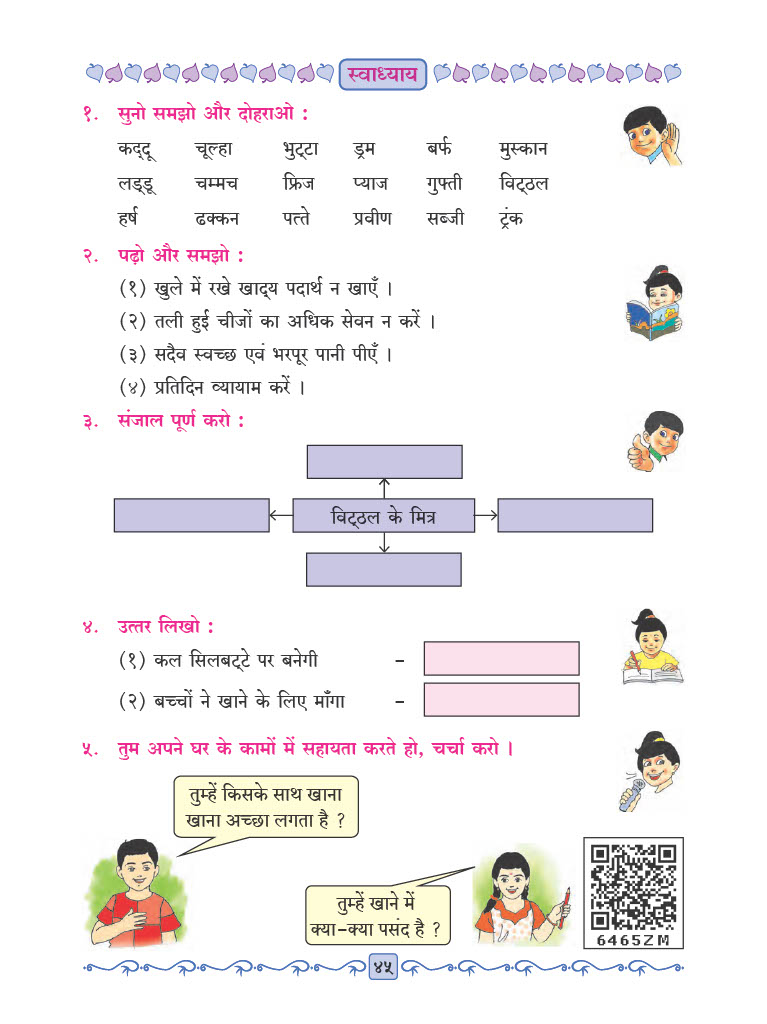 स्वाध्याय
१. सुनो समझो और दोहराओ :
कद्दू चूल्हा भुट्टा ड्रम बर्फ मुस्कान
लड्डू चम्मच फ्रिज प्याज गुफ्ती विट्ठल
हर्ष ढक्कन पत्ते प्रवीण सब्जी ट्रंक
२. पढ़ो और समझो :
(१) खुले में रखे खाद्य पदार्थ न खाएँ ।
(२) तली हुई चीजों का अधिक सेवन न करें ।
(३) सदैव स्वच्छ एवं भरपूर पानी पीएँ ।
(४) प्रतिदिन व्यायाम करें ।
३. संजाल पूर्ण करो :
विट्ठल के मित्र
४. उत्तर लिखो :
(१) कल सिलबट्टे पर बनेगी –
(२) बच्चों ने खाने के लिए माँगा –
५. तुम अपने घर के कामों में सहायता करते हो, चर्चा करो ।
तुम्हें किसके साथ खाना
खाना अच्छा लगता है ?
तुम्हें खाने में
क्या-क्या पसंद है ?
6465ZM
४५